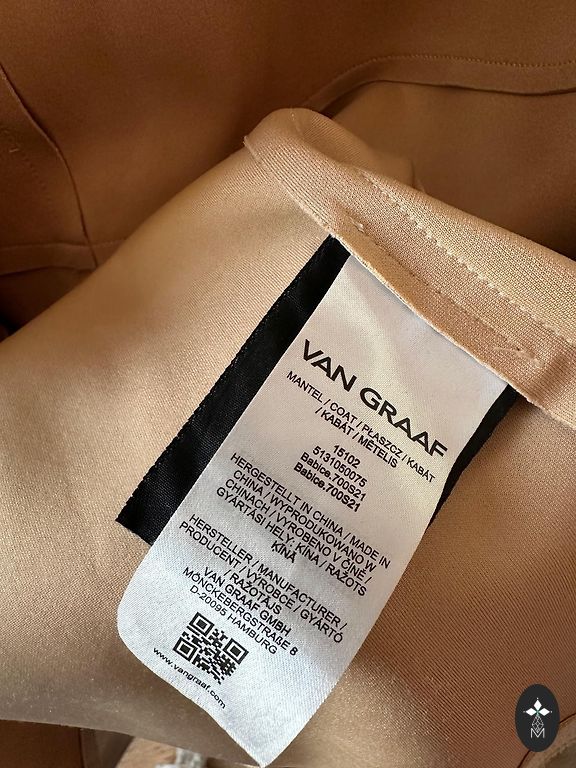 VAN GRAAF
MANTEL / COAT / PŁASZCZ / KABÁT
/ KABÁT / MĒTELIS
15102
5131050075
Babice.700S21
Babice.700S21
HERGESTELLT IN CHINA / MADE IN
CHINA / WYPRODUKOWANO W
CHINACH / VYROBENO V ČÍNĚ /
GYÁRTÁSI HELY: KÍNA / RAŽOTS
ĶĪNĀ
HERSTELLER / MANUFACTURER /
PRODUCENT / VÝROBCE / GYÁRTÓ
RAŽOTĀJS
VAN GRAAF GMBH
MÖNCKEBERGSTRAßE 8
D-20095 HAMBURG
www.vangraaf.com
M